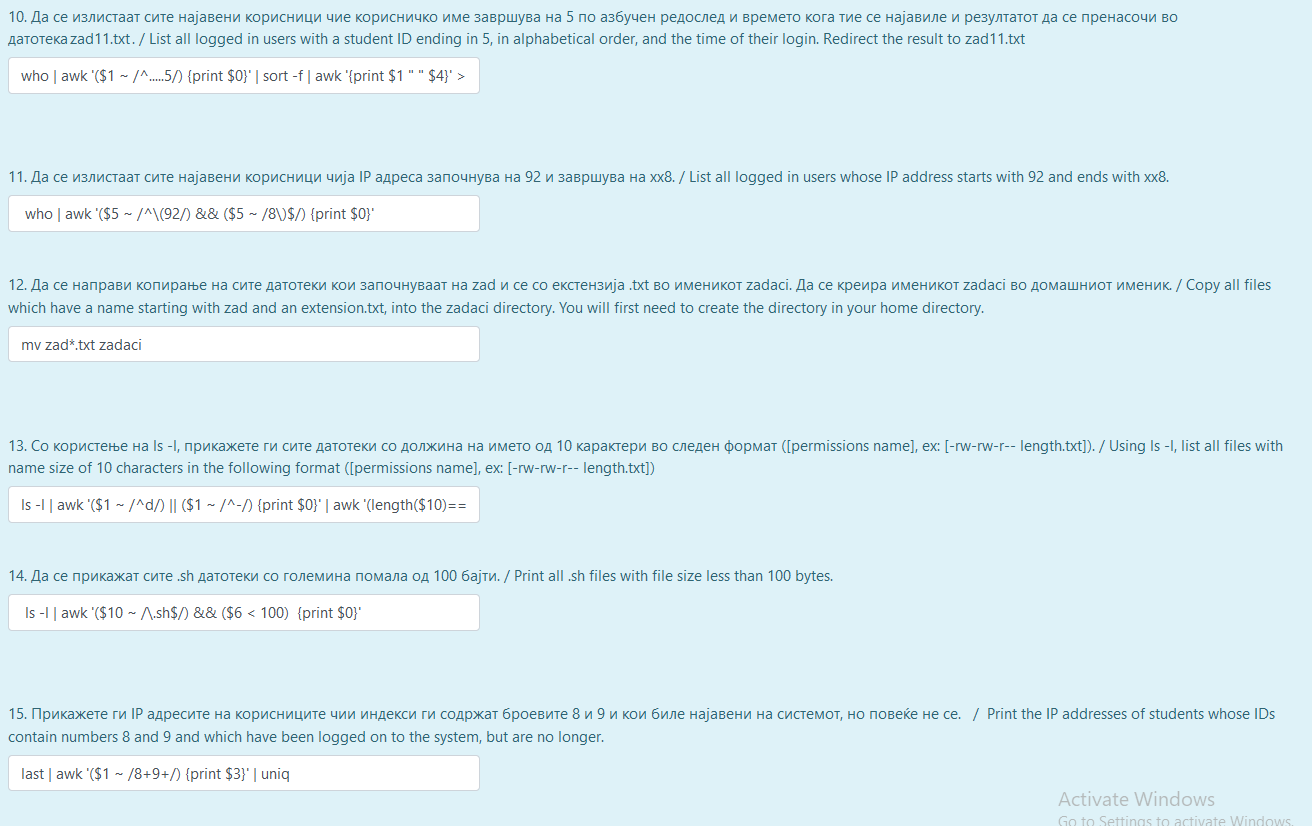 10. Да се излистаат сите најавени корисници чие корисничко име завршува на 5 по азбучен редослед и времето кога тие се најавиле и резултатот да се пренасочи во
датотека zad11.txt. / List all logged in users with a student ID ending in 5, in alphabetical order, and the time of their login. Redirect the result to zad11.txt
who | awk '($1 ~ /^.....5/) {print $0}' | sort -f | awk '{print $1 " " $4}' >
11. Да се излистаат сите најавени корисници чија IP адреса започнува на 92 и завршува на xx8. / List all logged in users whose IP address starts with 92 and ends with xx8.
who | awk '($5 ~ /^\(92/) && ($5 ~ /8\)$/) {print $0}'
12. Да се направи копирање на сите датотеки кои започнуваат на zad и се со екстензија .txt во именикот zadaci. Да се креира именикот zadaci во домашниот именик. / Copy all files
which have a name starting with zad and an extension.txt, into the zadaci directory. You will first need to create the directory in your home directory.
mv zad*.txt zadaci
13. Со користење на ls -l, прикажете ги сите датотеки со должина на името од 10 карактери во следен формат ([permissions name], ex: [-rw-rw-r-- length.txt]). / Using ls -l, list all files with
name size of 10 characters in the following format ([permissions name], ex: [-rw-rw-r-- length.txt])
ls -l | awk '($1 ~ /^d/) || ($1 ~ /^-/) {print $0}' | awk '(length($10)==
14. Да се прикажат сите .sh датотеки со големина помала од 100 бајти. / Print all .sh files with file size less than 100 bytes.
ls -l | awk '($10 ~ /\.sh$/) && ($6 < 100)  {print $0}'
15. Прикажете ги IP адресите на корисниците чии индекси ги содржат броевите 8 и 9 и кои биле најавени на системот, но повеќе не се.   /  Print the IP addresses of students whose IDs
contain numbers 8 and 9 and which have been logged on to the system, but are no longer.
last | awk '($1 ~ /8+9+/) {print $3}' | uniq
Activate Windows
Go to Settings to activate Windows.